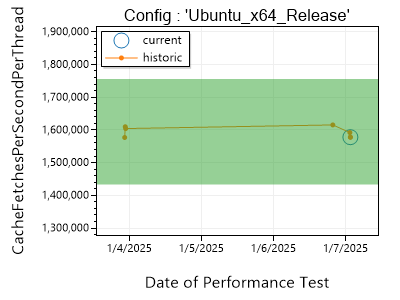 Config : 'Ubuntu_x64_Release'
CacheFetchesPerSecondPerThread
1,900,000
1,800,000
1,700,000
1,600,000
1,500,000
1,400,000
1,300,000
current
historic
1/4/2025 1/5/2025 1/6/2025 1/7/2025
Date of Performance Test